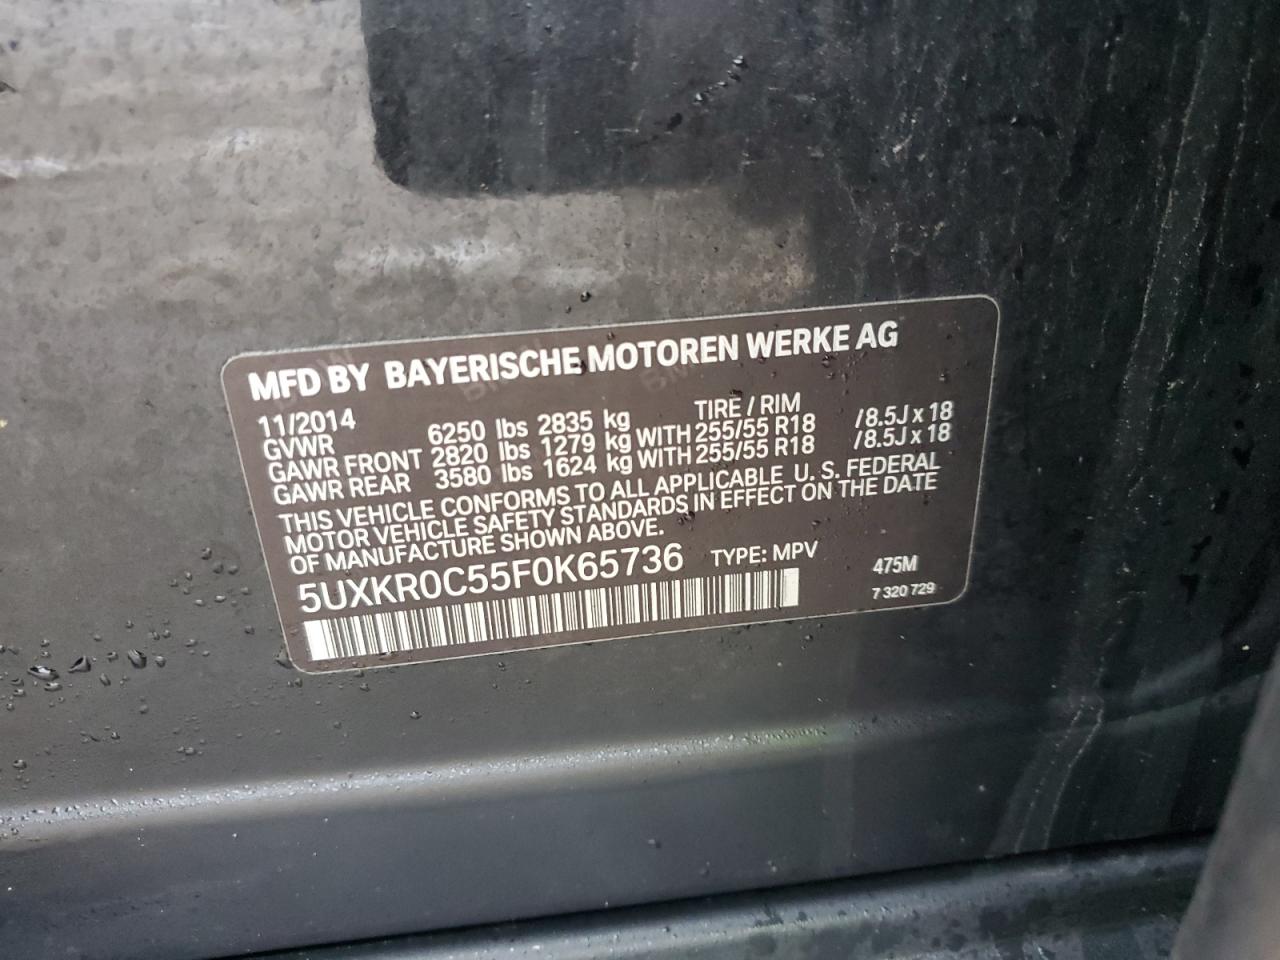 MFD BY BAYERISCHE MOTOREN WERKE AG
11/2014 TIRE / RIM
GVWR 6250 lbs 2835 kg
GAWR FRONT 2820 lbs 1279 kg WITH 255/55 R18 /8.5J x 18
GAWR REAR 3580 lbs 1624 kg WITH 255/55 R18 /8.5J x 18
THIS VEHICLE CONFORMS TO ALL APPLICABLE U. S. FEDERAL
MOTOR VEHICLE SAFETY STANDARDS IN EFFECT ON THE DATE
OF MANUFACTURE SHOWN ABOVE.
5UXKR0C55F0K65736 TYPE: MPV 475M
7 320 729